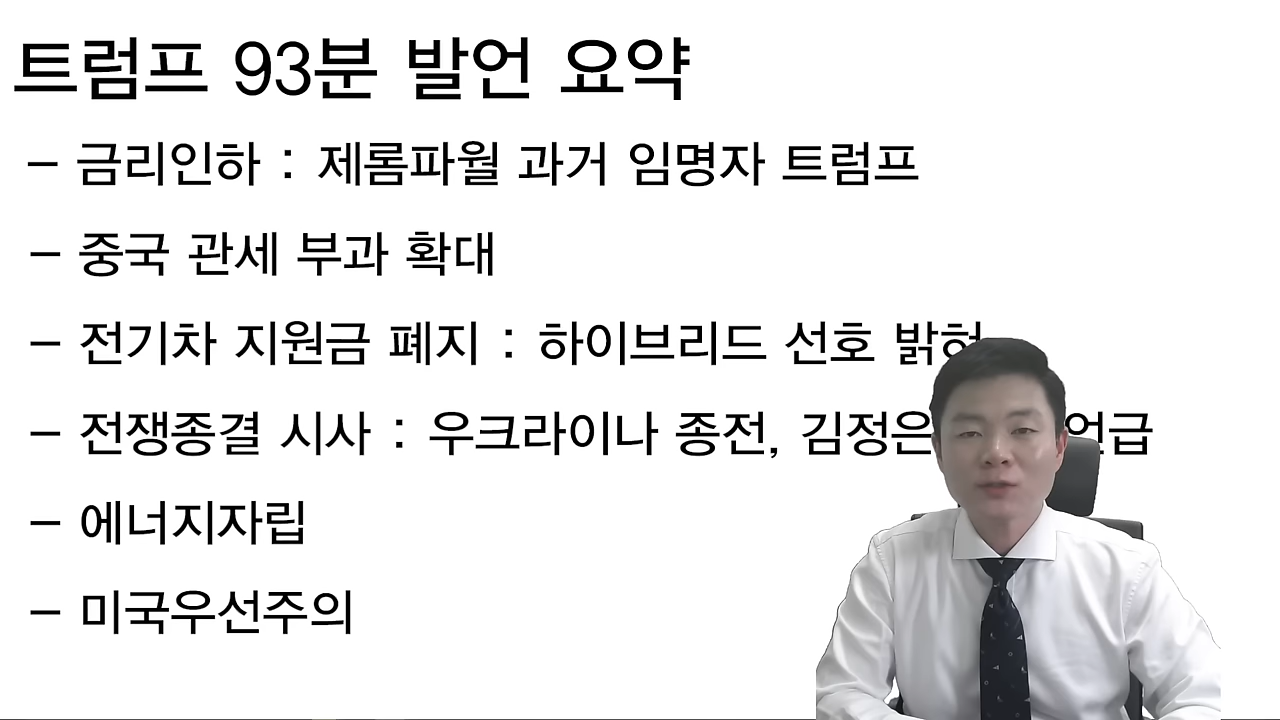 트럼프 93분 발언 요약
– 금리인하 : 제롬파월 과거 임명자 트럼프
– 중국 관세 부과 확대
– 전기차 지원금 폐지 : 하이브리드 선호
– 전쟁종결 시사 : 우크라이나 종전, 김정은 언급
– 에너지자립
– 미국우선주의